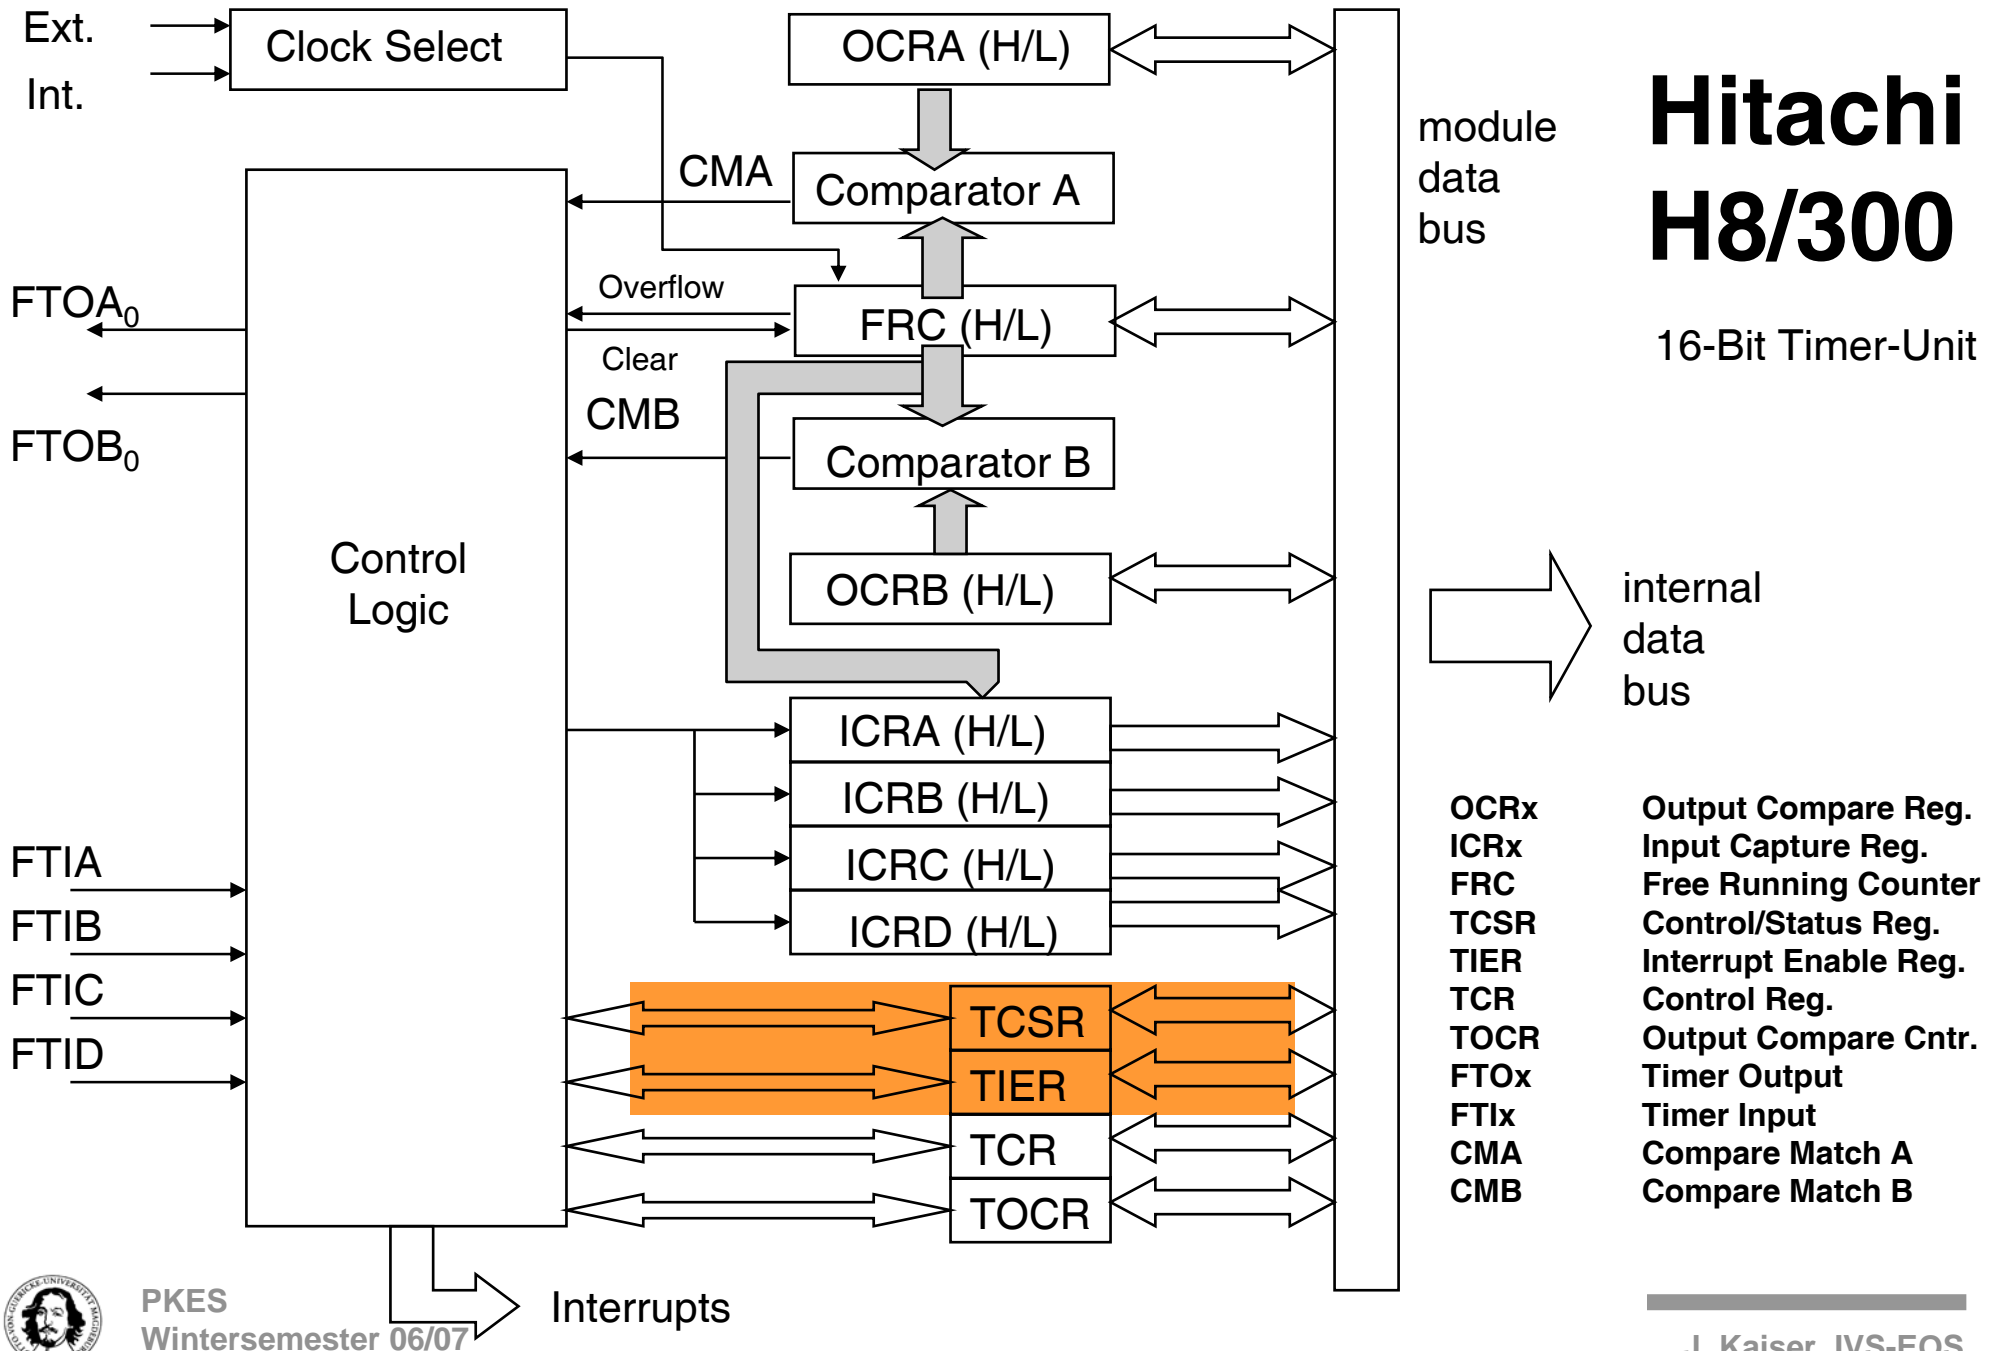 Ext.
Int.
Clock Select
OCRA (H/L)
module
data
bus
Hitachi
H8/300
16-Bit Timer-Unit
CMA
Comparator A
Overflow
FRC (H/L)
Clear
CMB
Comparator B
OCRB (H/L)
Control
Logic
FTOA0
FTOB0
internal
data
bus
ICRA (H/L)
ICRB (H/L)
ICRC (H/L)
ICRD (H/L)
FTIA
FTIB
FTIC
FTID
TCSR
TIER
TCR
TOCR
OCRx Output Compare Reg.
ICRx Input Capture Reg.
FRC Free Running Counter
TCSR Control/Status Reg.
TIER Interrupt Enable Reg.
TCR Control Reg.
TOCR Output Compare Cntr.
FTOx Timer Output
FTIx Timer Input
CMA Compare Match A
CMB Compare Match B
Interrupts
PKES
Wintersemester 06/07
J. Kaiser, IVS-EOS